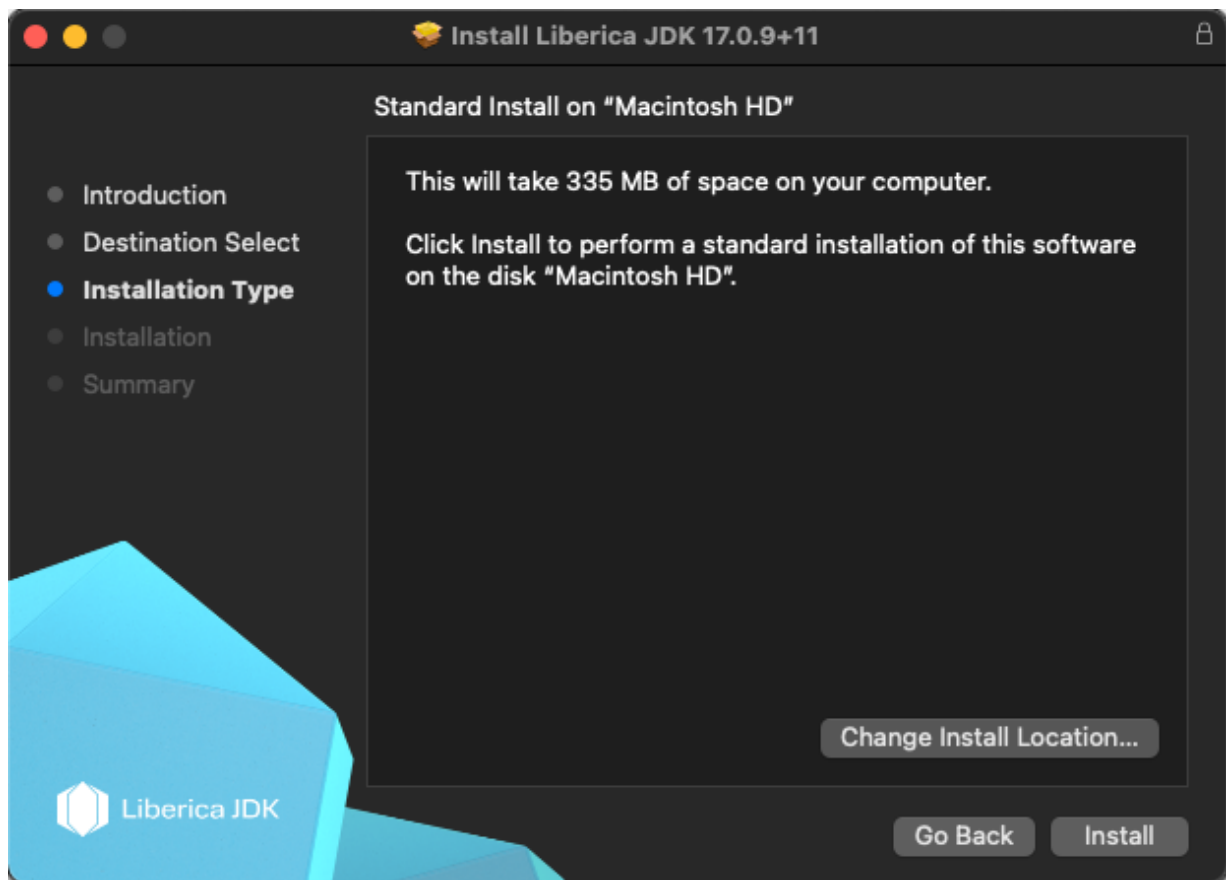 Install Liberica JDK 17.0.9+11
Standard Install on “Macintosh HD”
Introduction
Destination Select
Installation Type
Installation
Summary
This will take 335 MB of space on your computer.
Click Install to perform a standard installation of this software
on the disk “Macintosh HD”.
Change Install Location...
Liberica JDK
Go Back
Install